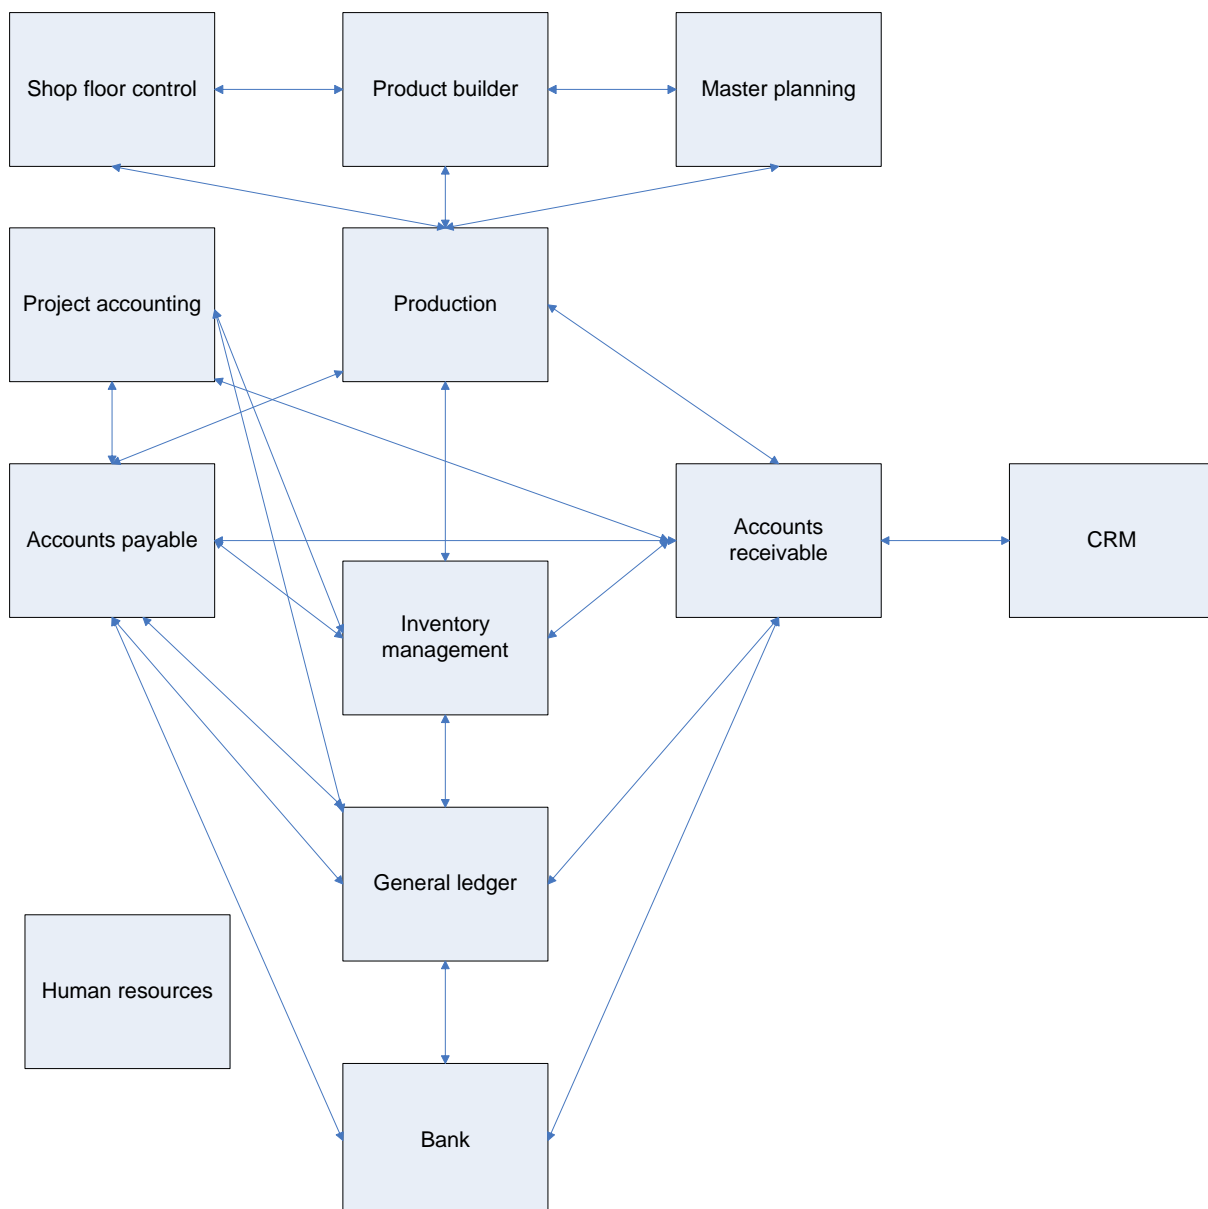 Shop floor control
Product builder
Master planning
Project accounting
Production
Accounts payable
Accounts
receivable
CRM
Inventory
management
General ledger
Human resources
Bank